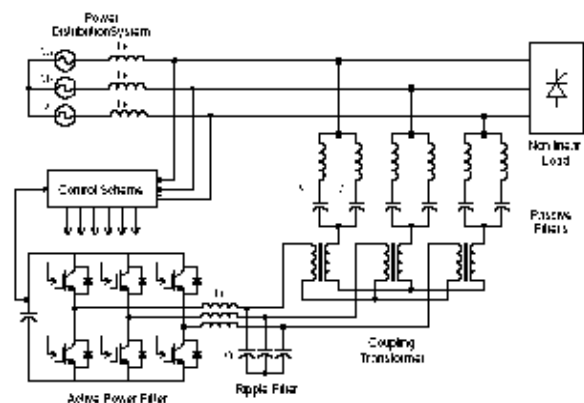 Power
Distribution System
Non linear
Load
Control Scheme
Passive
Filters
Coupling
Transformer
Ripple Filter
Active Power Filter